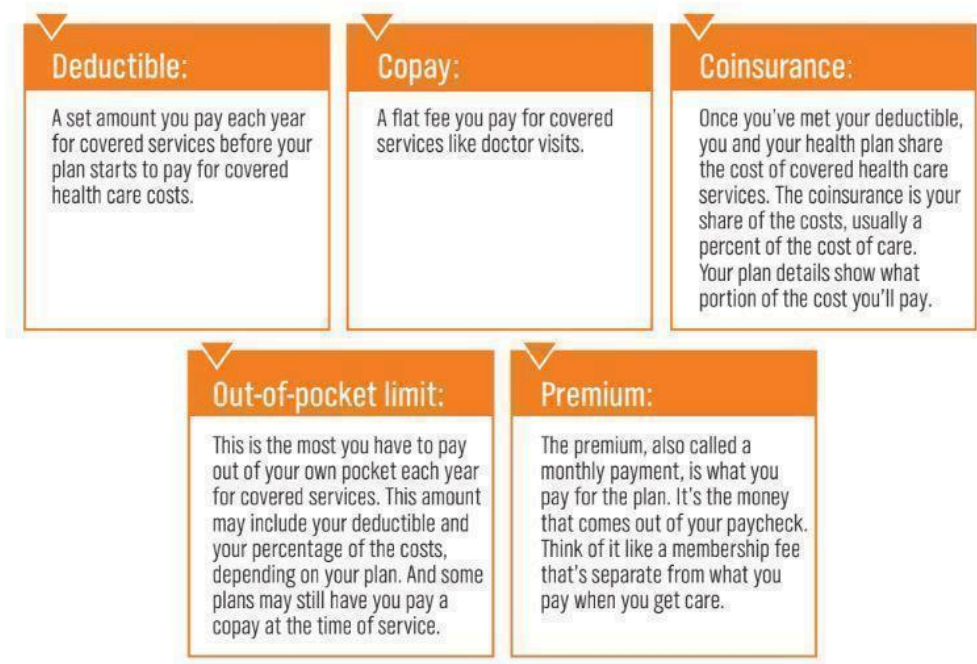 Deductible:
A set amount you pay each year
for covered services before your
plan starts to pay for covered
health care costs.
Copay:
A flat fee you pay for covered
services like doctor visits.
Coinsurance:
Once you've met your deductible,
you and your health plan share
the cost of covered health care
services. The coinsurance is your
share of the costs, usually a
percent of the cost of care.
Your plan details show what
portion of the cost you'll pay.
Out-of-pocket limit:
This is the most you have to pay
out of your own pocket each year
for covered services. This amount
may include your deductible and
your percentage of the costs,
depending on your plan. And some
plans may still have you pay a
copay at the time of service.
Premium:
The premium, also called a
monthly payment, is what you
pay for the plan. It's the money
that comes out of your paycheck.
Think of it like a membership fee
that's separate from what you
pay when you get care.